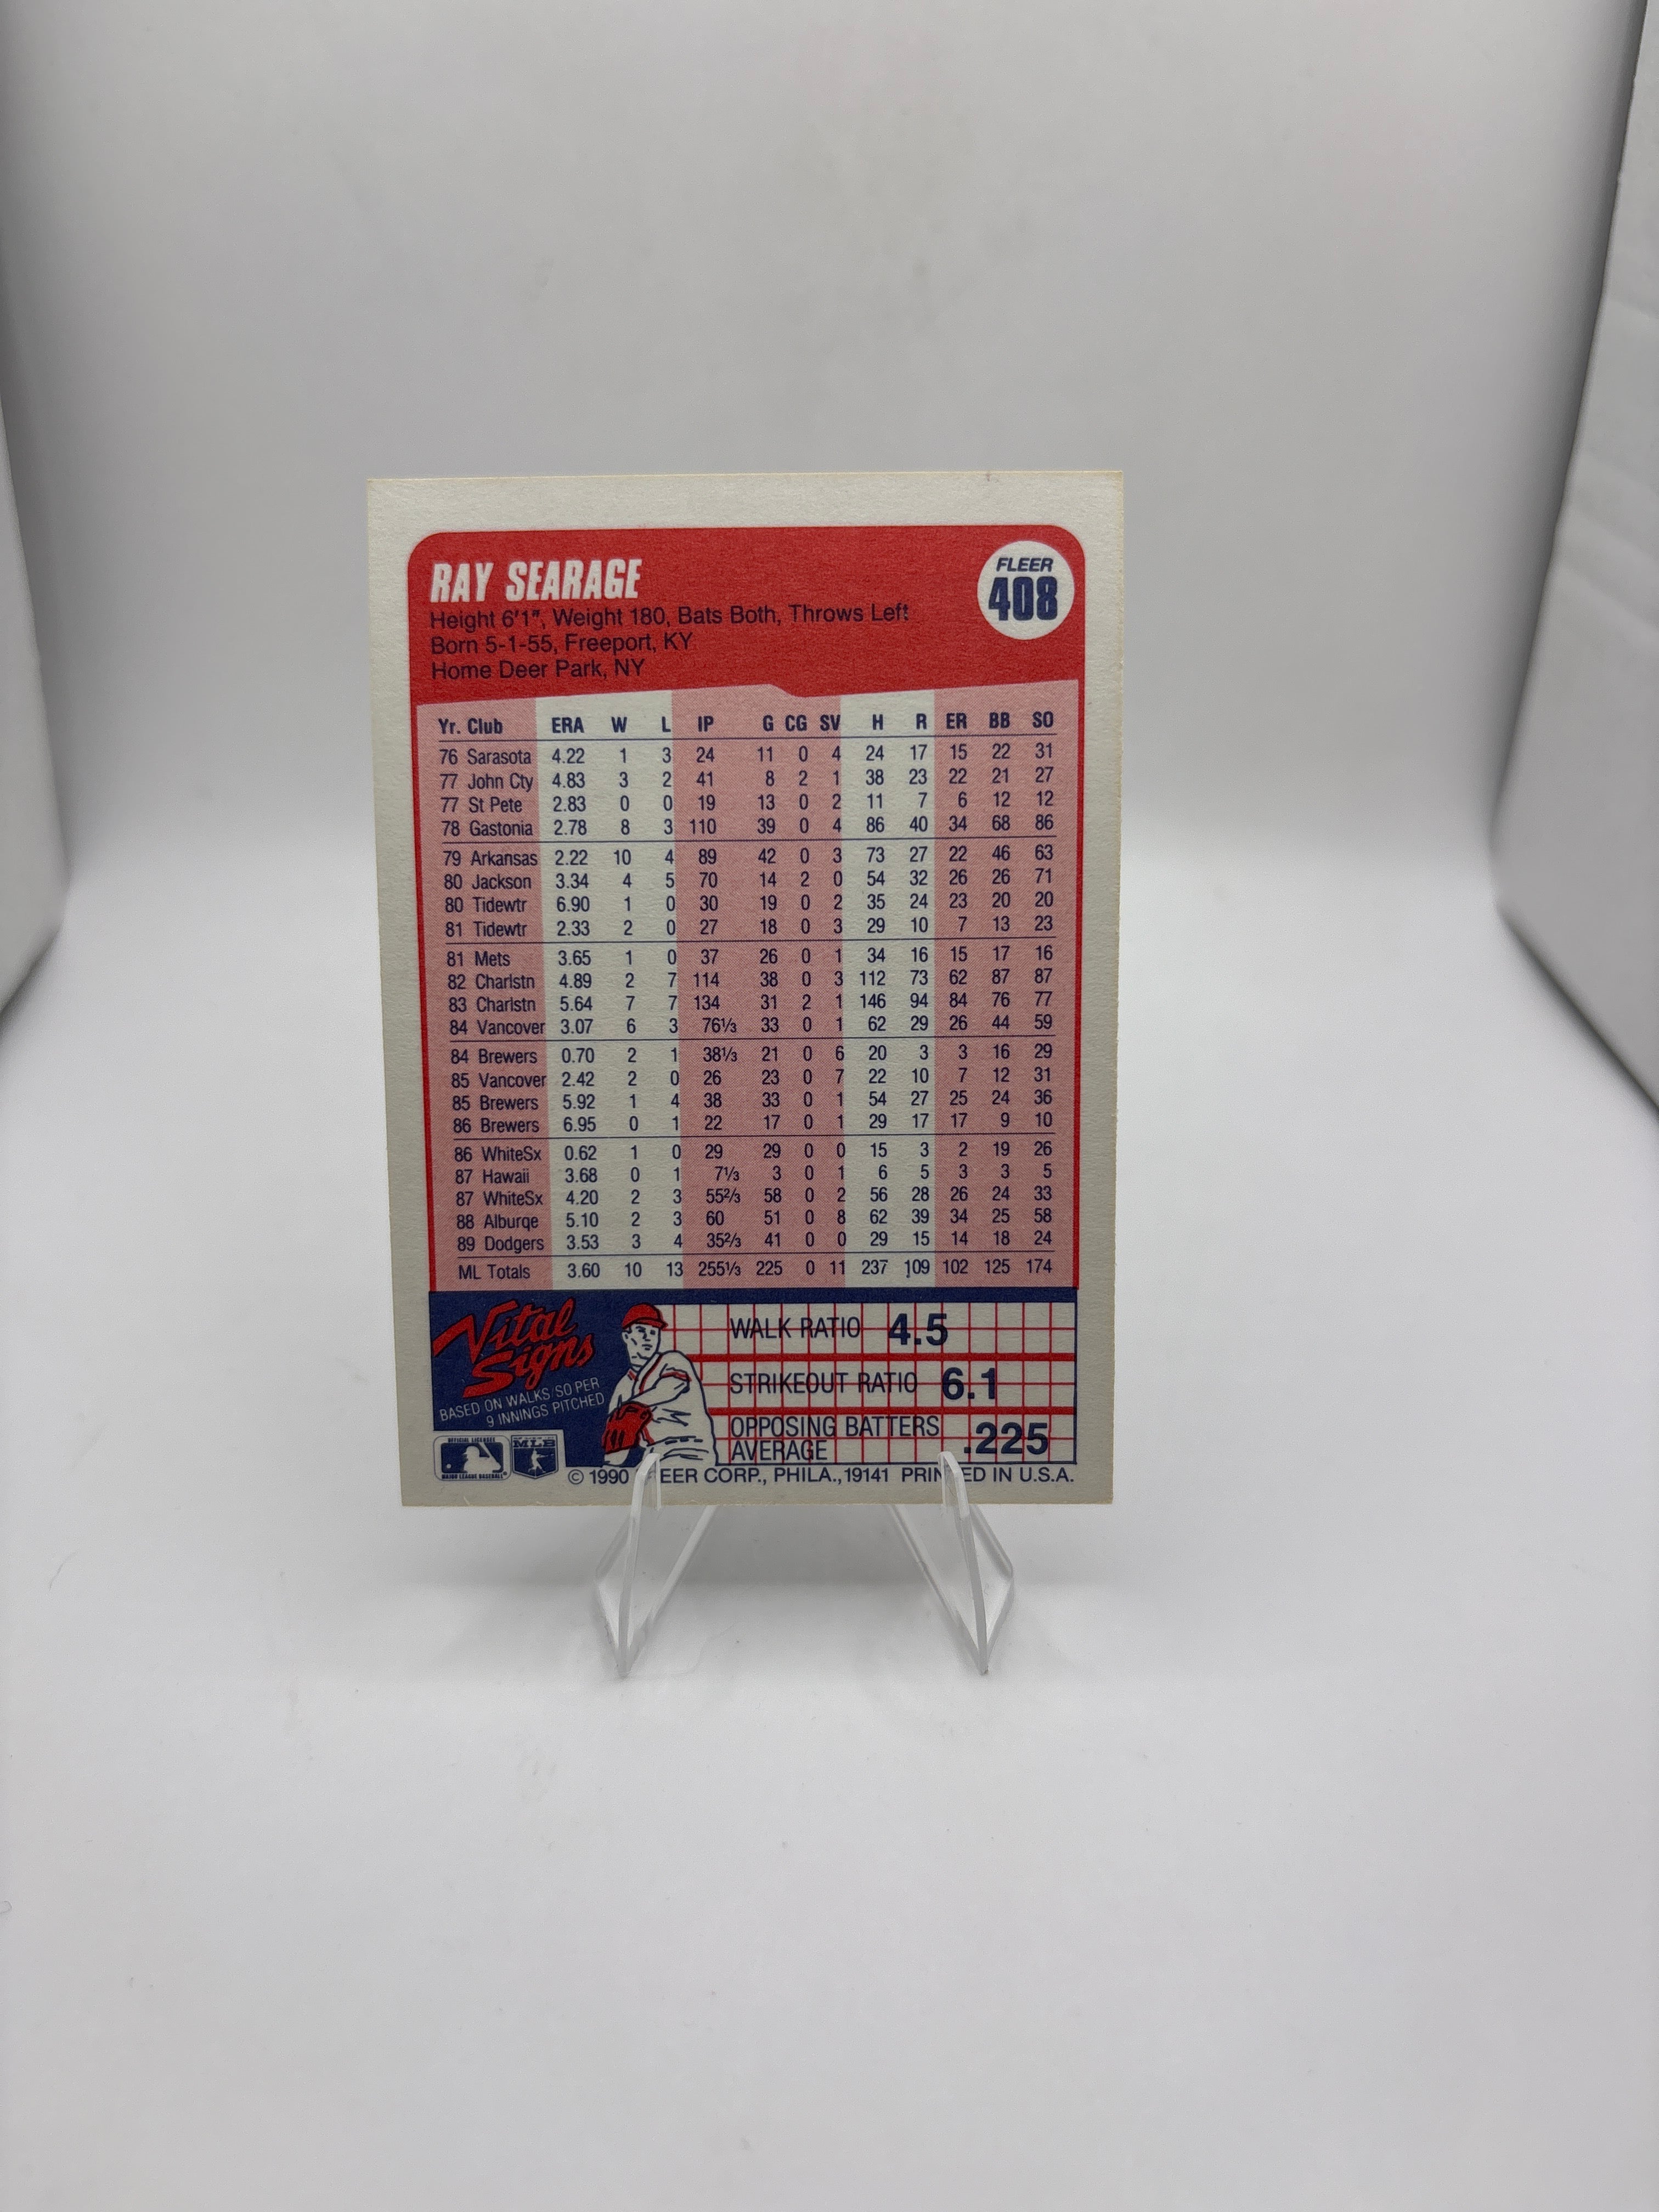 RAY SEARAGE
FLEER
408
Height 6'1", Weight 180, Bats Both, Throws Left
Born 5-1-55, Freeport, KY
Home Deer Park, NY
Yr. Club ERA W L IP G CG SV H R ER BB SO
76 Sarasota 4.22 1 3 24 11 0 4 24 17 15 22 31
77 John Cty 4.83 3 2 41 8 2 1 38 23 22 21 27
77 St Pete 2.83 0 0 19 13 0 2 11 7 6 12 12
78 Gastonia 2.78 8 3 110 39 0 4 86 40 34 68 86
79 Arkansas 2.22 10 4 89 42 0 3 73 27 22 46 63
80 Jackson 3.34 4 5 70 14 2 0 54 32 26 26 71
80 Tidewtr 6.90 1 0 30 19 0 2 35 24 23 20 20
81 Tidewtr 2.33 2 0 27 18 0 3 29 10 7 13 23
81 Mets 3.65 1 0 37 26 0 1 34 16 15 17 16
82 Charlstn 4.89 2 7 114 38 0 3 112 73 62 87 87
83 Charlstn 5.64 7 7 134 31 2 1 146 94 84 76 77
84 Vancover 3.07 6 3 76⅓ 33 0 1 62 29 26 44 59
84 Brewers 0.70 2 1 38⅓ 21 0 6 20 3 3 16 29
85 Vancover 2.42 2 0 26 23 0 7 22 10 7 12 31
85 Brewers 5.92 1 4 38 33 0 1 54 27 25 24 36
86 Brewers 6.95 0 1 22 17 0 1 29 17 17 9 10
86 WhiteSx 0.62 1 0 29 29 0 0 15 3 2 19 26
87 Hawaii 3.68 0 1 7⅓ 3 0 1 6 5 3 3 5
87 WhiteSx 4.20 2 3 55⅔ 58 0 2 56 28 26 24 33
88 Alburqe 5.10 2 3 60 51 0 8 62 39 34 25 58
89 Dodgers 3.53 3 4 35⅔ 41 0 0 29 15 14 18 24
ML Totals 3.60 10 13 255⅓ 225 0 11 237 109 102 125 174
Vital
Signs
BASED ON WALKS/SO PER
9 INNINGS PITCHED
WALK RATIO 4.5
STRIKEOUT RATIO 6.1
OPPOSING BATTERS
AVERAGE .225
OFFICIAL LICENSEE
MAJOR LEAGUE BASEBALL
MLB
© 1990 FLEER CORP., PHILA., 19141 PRINTED IN U.S.A.